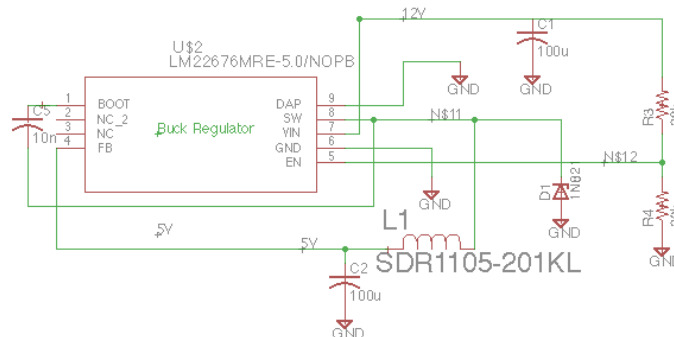 12V
C1
100u
GND
U$2
LM22676MRE-5.0/NOPB
C5
10n
1
2
3
4
BOOT
NC_2
NC
FB
Buck Regulator
DAP
SW
VIN
GND
EN
9
8
7
6
5
GND
N$11
R3
N$12
GND
D1
1N821
GND
R4
GND
5V
5V
L1
SDR1105-201KL
C2
100u
GND